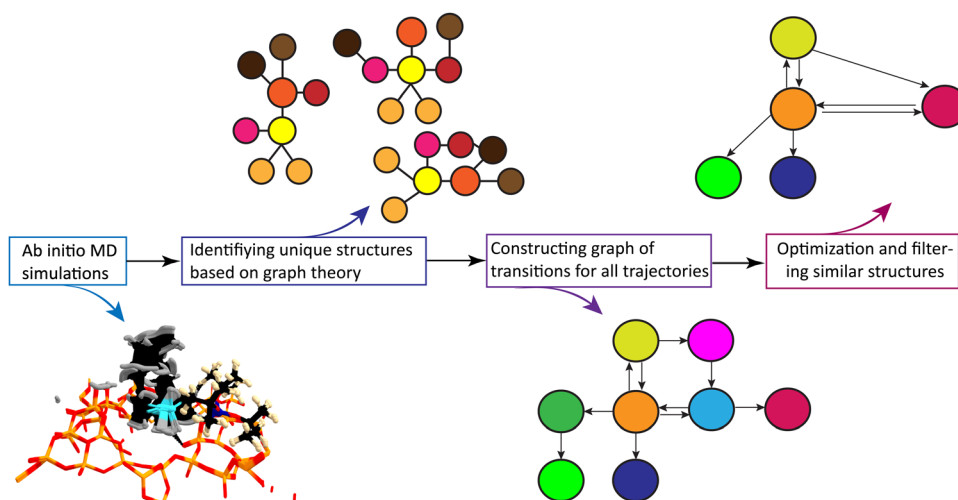 Ab initio MD
simulations
Identifiying unique structures
based on graph theory
Constructing graph of
transitions for all trajectories
Optimization and filter-
ing similar structures